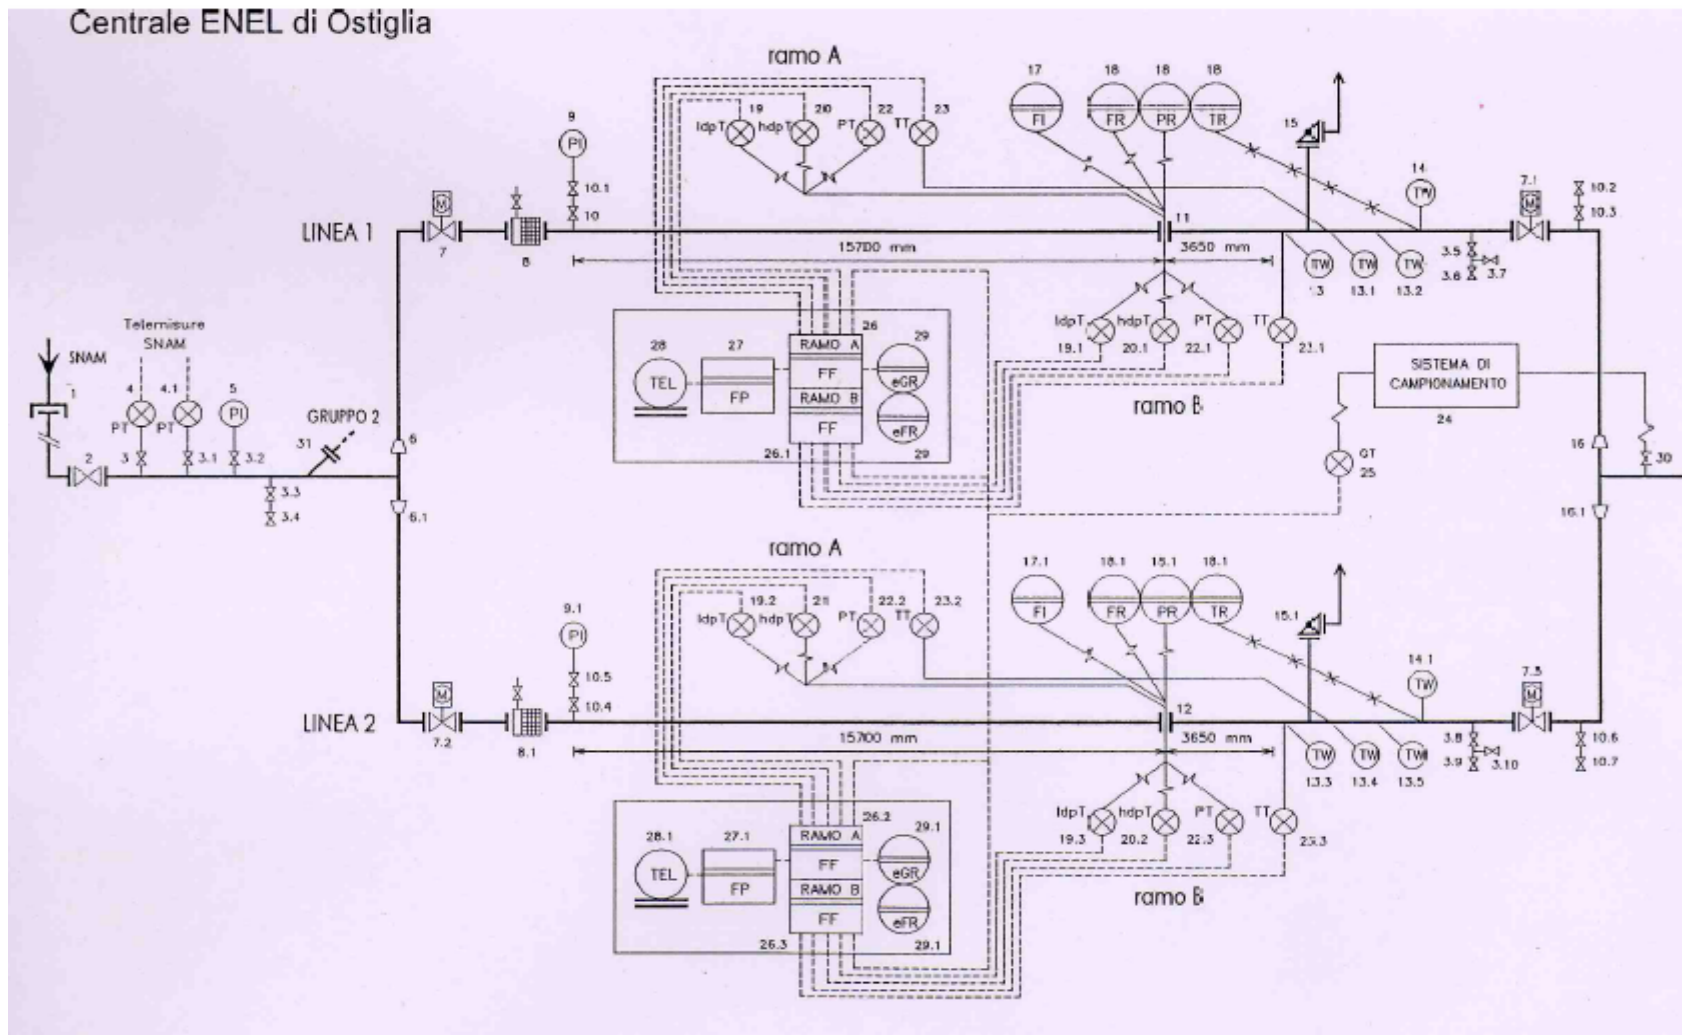 Centrale ENEL di Ostiglia
ramo A
17 18 18 18
19 20 22 23
ldpT hdpT PT TT
FI FR PR TR
9
PI
15
14
TW
7.1
M
10.2
10.3
10.1
10
M
LINEA 1
7
8
11
15700 mm
3650 mm
TW TW TW
13.1 13.2
3.5
3.6
3.7
Telemisure
SNAM
SNAM
1
4 4.1 5
PT PT PI
GRUPPO 2
31
2
3 3.1 3.2
3.3
3.4
6
6.1
28 27 26 29
TEL
FP
RAMO A
FF
RAMO B
FF
eGR
eFR
26.1
29
ldpT hdpT PT TT
19.1 20.1 22.1 23.1
ramo B
SISTEMA DI
CAMPIONAMENTO
24
GT
25
16
30
16.1
ramo A
17.1 18.1 18.1
19.2 21 22.2 23.2
ldpT hdpT PT TT
FI FR PR TR
9.1
PI
15.1
14.1
TW
M
10.5
10.4
M
LINEA 2
7.2
8.1
12
15700 mm
3650 mm
TW TW TW
13.3 13.4 13.5
3.8
3.9
3.10
10.6
10.7
28.1 27.1 26.2 29.1
TEL
FP
RAMO A
FF
RAMO B
FF
eGR
eFR
26.3
29.1
ldpT hdpT PT TT
19.3 20.2 22.3
ramo B